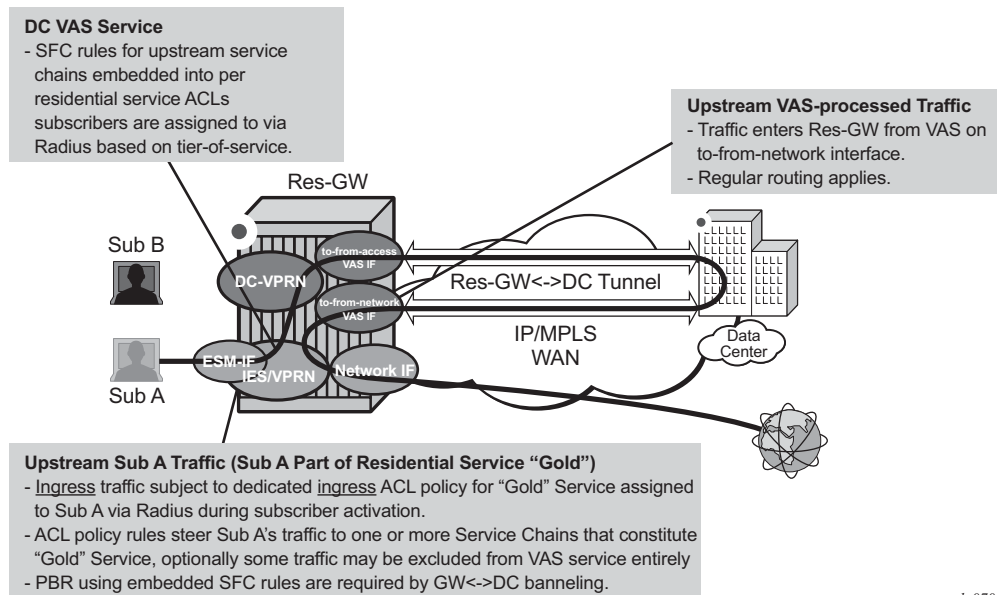 DC VAS Service
- SFC rules for upstream service
chains embedded into per
residential service ACLs
subscribers are assigned to via
Radius based on tier-of-service.
Upstream VAS-processed Traffic
- Traffic enters Res-GW from VAS on
to-from-network interface.
- Regular routing applies.
Res-GW
Sub B
to-from-access
VAS IF
DC-VPRN
Res-GW<->DC Tunnel
to-from-network
VAS IF
IP/MPLS
WAN
Data
Center
ESM-IF
IES/VPRN
Network IF
Sub A
Upstream Sub A Traffic (Sub A Part of Residential Service “Gold”)
- Ingress traffic subject to dedicated ingress ACL policy for “Gold” Service assigned
to Sub A via Radius during subscriber activation.
- ACL policy rules steer Sub A’s traffic to one or more Service Chains that constitute
“Gold” Service, optionally some traffic may be excluded from VAS service entirely
- PBR using embedded SFC rules are required by GW<->DC banneling.